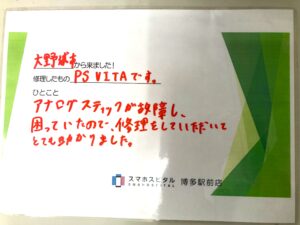 大野城市から来ました！
修理したもの PS VITAです。
ひとこと
アナログスティックが故障し、
困っていたので、修理をしていただいて
とても助かりました。
スマホスピタル 博多駅前店
SMAHOSPITAL